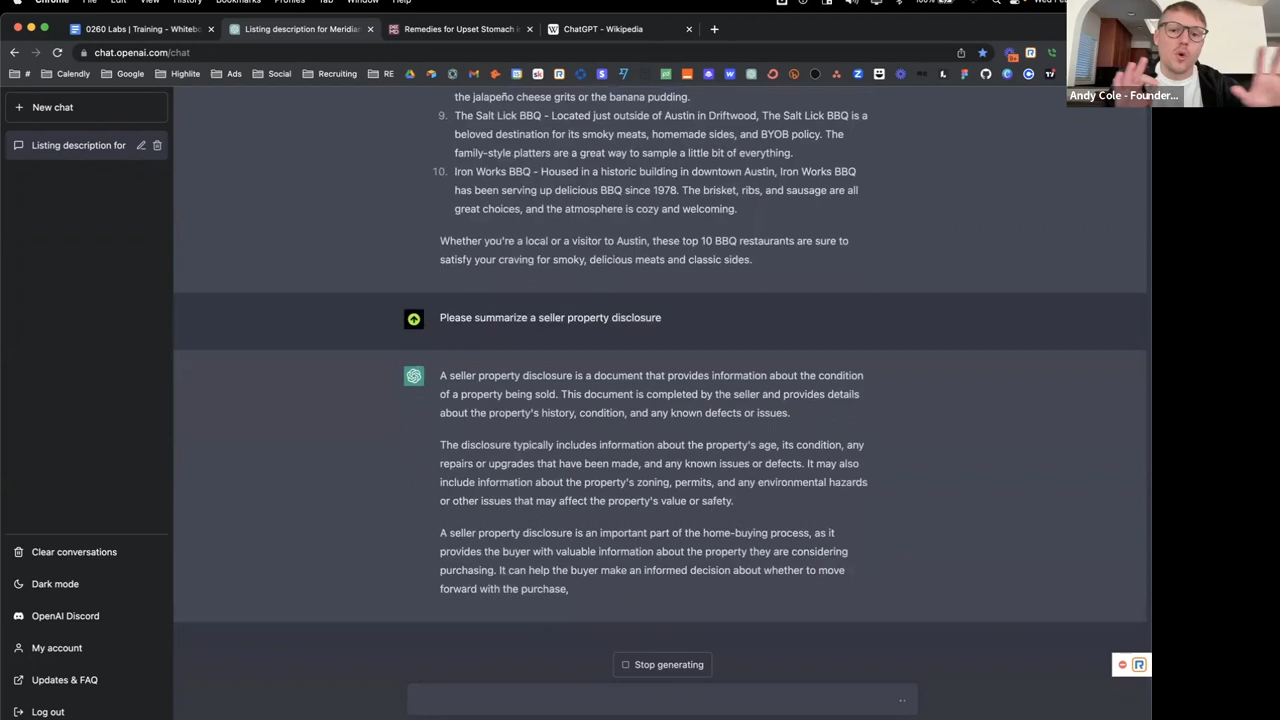 Chrome File Edit View History Bookmarks Profiles Tab Window Help
0260 Labs | Training - Whitebo
Listing description for Meridia
Remedies for Upset Stomach
ChatGPT - Wikipedia
chat.openai.com/chat
# Calendly Google Highlite Ads Social Recruiting RE
Andy Cole - Founder...
New chat
Listing description for
the jalapeño cheese grits or the banana pudding.
9. The Salt Lick BBQ - Located just outside of Austin in Driftwood, The Salt Lick BBQ is a
beloved destination for its smoky meats, homemade sides, and BYOB policy. The
family-style platters are a great way to sample a little bit of everything.
10. Iron Works BBQ - Housed in a historic building in downtown Austin, Iron Works BBQ
has been serving up delicious BBQ since 1978. The brisket, ribs, and sausage are all
great choices, and the atmosphere is cozy and welcoming.
Whether you're a local or a visitor to Austin, these top 10 BBQ restaurants are sure to
satisfy your craving for smoky, delicious meats and classic sides.
Please summarize a seller property disclosure
A seller property disclosure is a document that provides information about the condition
of a property being sold. This document is completed by the seller and provides details
about the property's history, condition, and any known defects or issues.
The disclosure typically includes information about the property's age, its condition, any
repairs or upgrades that have been made, and any known issues or defects. It may also
include information about the property's zoning, permits, and any environmental hazards
or other issues that may affect the property's value or safety.
A seller property disclosure is an important part of the home-buying process, as it
provides the buyer with valuable information about the property they are considering
purchasing. It can help the buyer make an informed decision about whether to move
forward with the purchase,
Stop generating
Clear conversations
Dark mode
OpenAI Discord
My account
Updates & FAQ
Log out